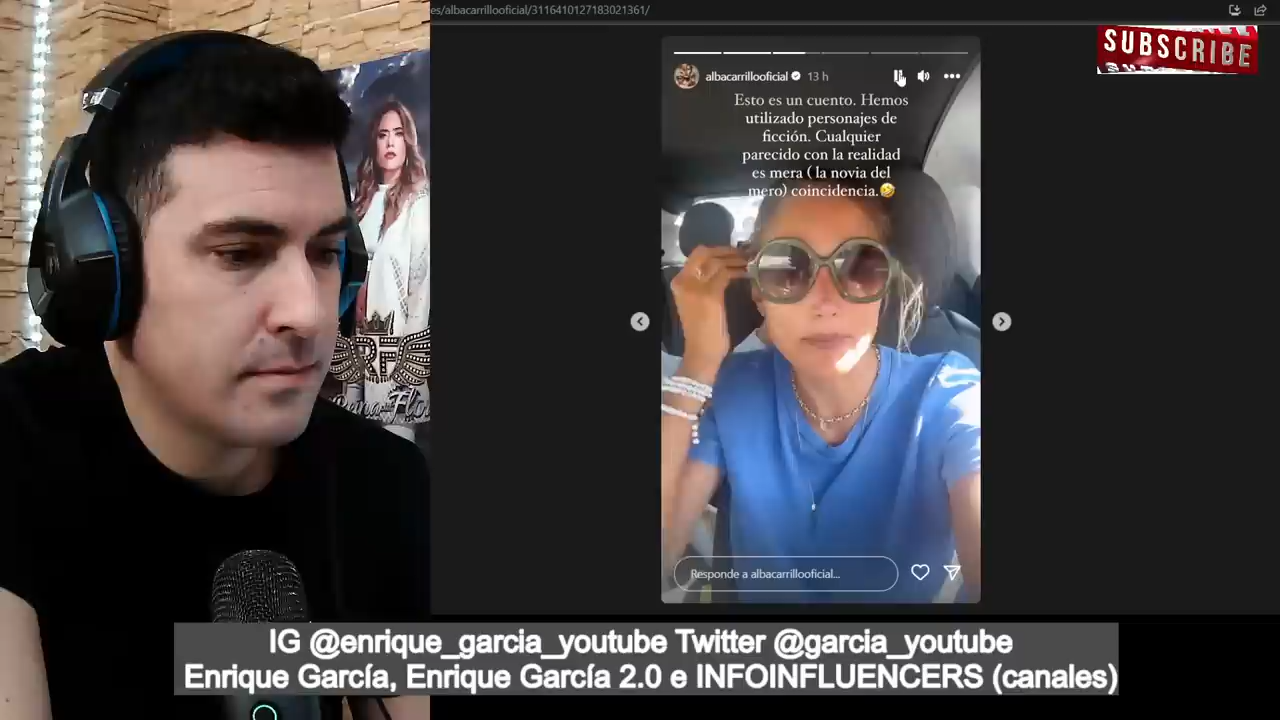 es/albacarrillooficial/3116410127183021361/
SUBSCRIBE
albacarrillooficial 13 h
Esto es un cuento. Hemos
utilizado personajes de
ficción. Cualquier
parecido con la realidad
es mera ( la novia del
mero) coincidencia.🤣
RFG
Responde a albacarrillooficial...
IG @enrique_garcia_youtube Twitter @garcia_youtube
Enrique García, Enrique García 2.0 e INFOINFLUENCERS (canales)